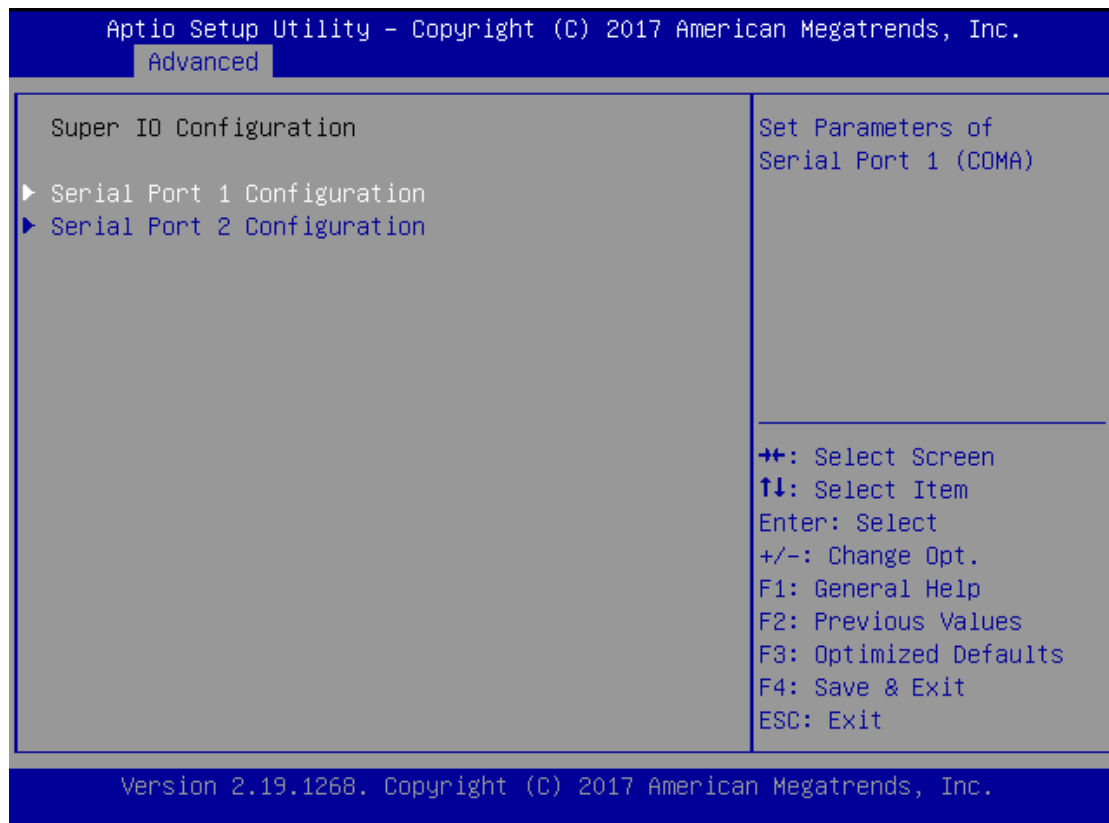 Aptio Setup Utility – Copyright (C) 2017 American Megatrends, Inc.
Advanced
Super IO Configuration
▶ Serial Port 1 Configuration
▶ Serial Port 2 Configuration
Set Parameters of
Serial Port 1 (COMA)
→←: Select Screen
↑↓: Select Item
Enter: Select
+/-: Change Opt.
F1: General Help
F2: Previous Values
F3: Optimized Defaults
F4: Save & Exit
ESC: Exit
Version 2.19.1268. Copyright (C) 2017 American Megatrends, Inc.